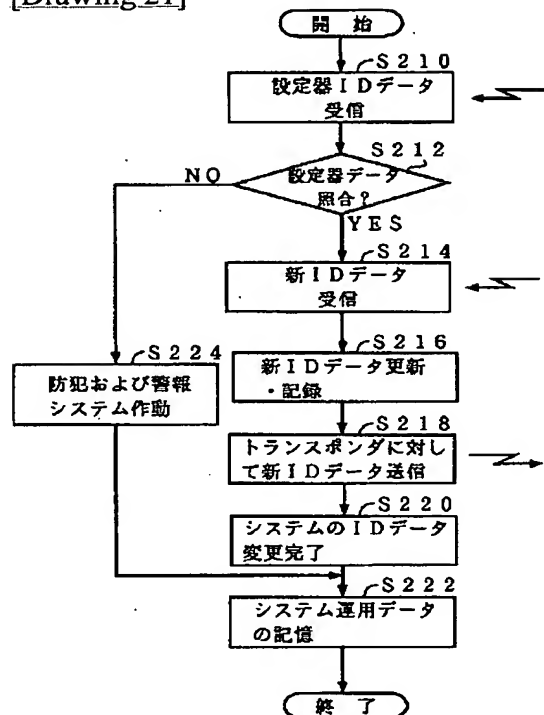 [Drawing 21]
開 始
S210
設定器IDデータ
受信
S212
設定器データ
照合?
NO
YES
S214
新IDデータ
受信
S216
新IDデータ更新
・記録
S224
防犯および警報
システム作動
S218
トランスポンダに対し
て新IDデータ送信
S220
システムのIDデータ
変更完了
S222
システム運用データ
の記憶
終 了